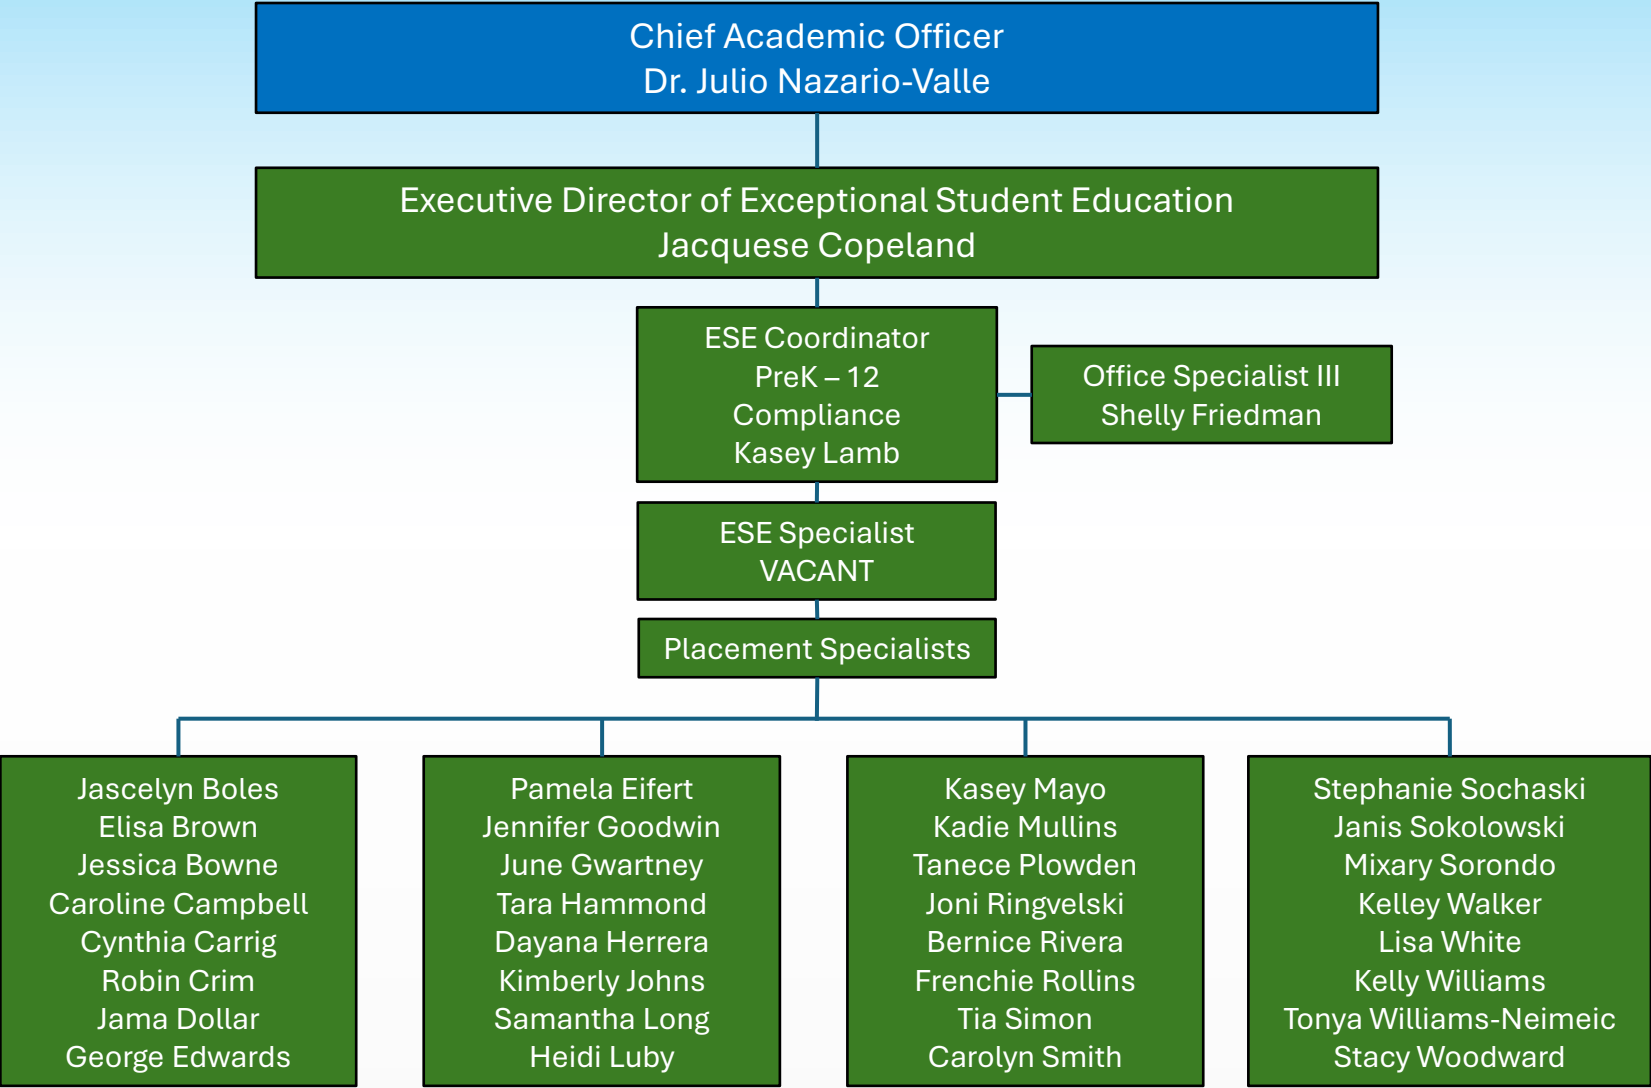 Chief Academic Officer
Dr. Julio Nazario-Valle
Executive Director of Exceptional Student Education
Jacquese Copeland
ESE Coordinator
PreK – 12
Compliance
Kasey Lamb
Office Specialist III
Shelly Friedman
ESE Specialist
VACANT
Placement Specialists
Jascelyn Boles
Elisa Brown
Jessica Bowne
Caroline Campbell
Cynthia Carrig
Robin Crim
Jama Dollar
George Edwards
Pamela Eifert
Jennifer Goodwin
June Gwartney
Tara Hammond
Dayana Herrera
Kimberly Johns
Samantha Long
Heidi Luby
Kasey Mayo
Kadie Mullins
Tanece Plowden
Joni Ringvelski
Bernice Rivera
Frenchie Rollins
Tia Simon
Carolyn Smith
Stephanie Sochaski
Janis Sokolowski
Mixary Sorondo
Kelley Walker
Lisa White
Kelly Williams
Tonya Williams-Neimeic
Stacy Woodward